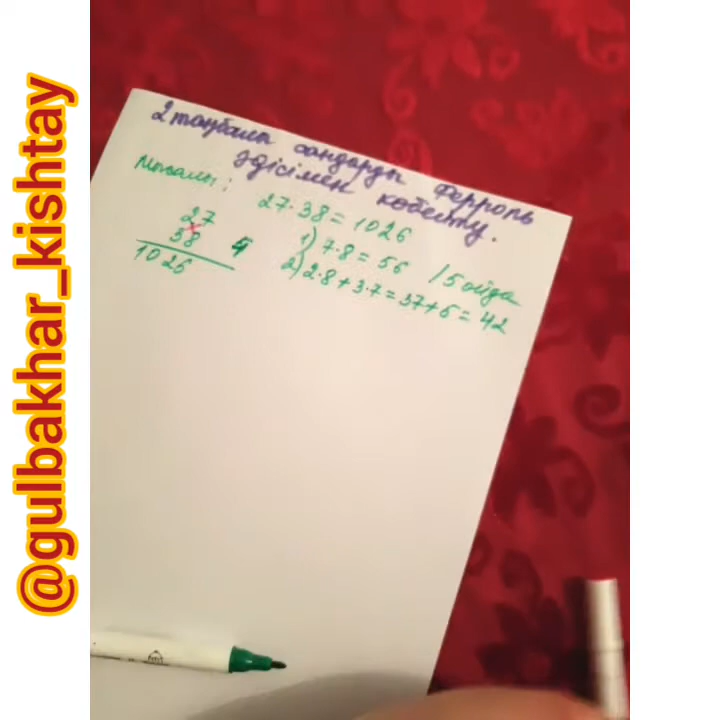 @gulbakhar_kishtay
2 таңбалы сандарды Ферроль
әдісімен көбейту.
Мысалы: 27·38=1026
27
38 4
1026
1) 7·8=56 /5 ойда
2) 2·8+3·7=37+5=42